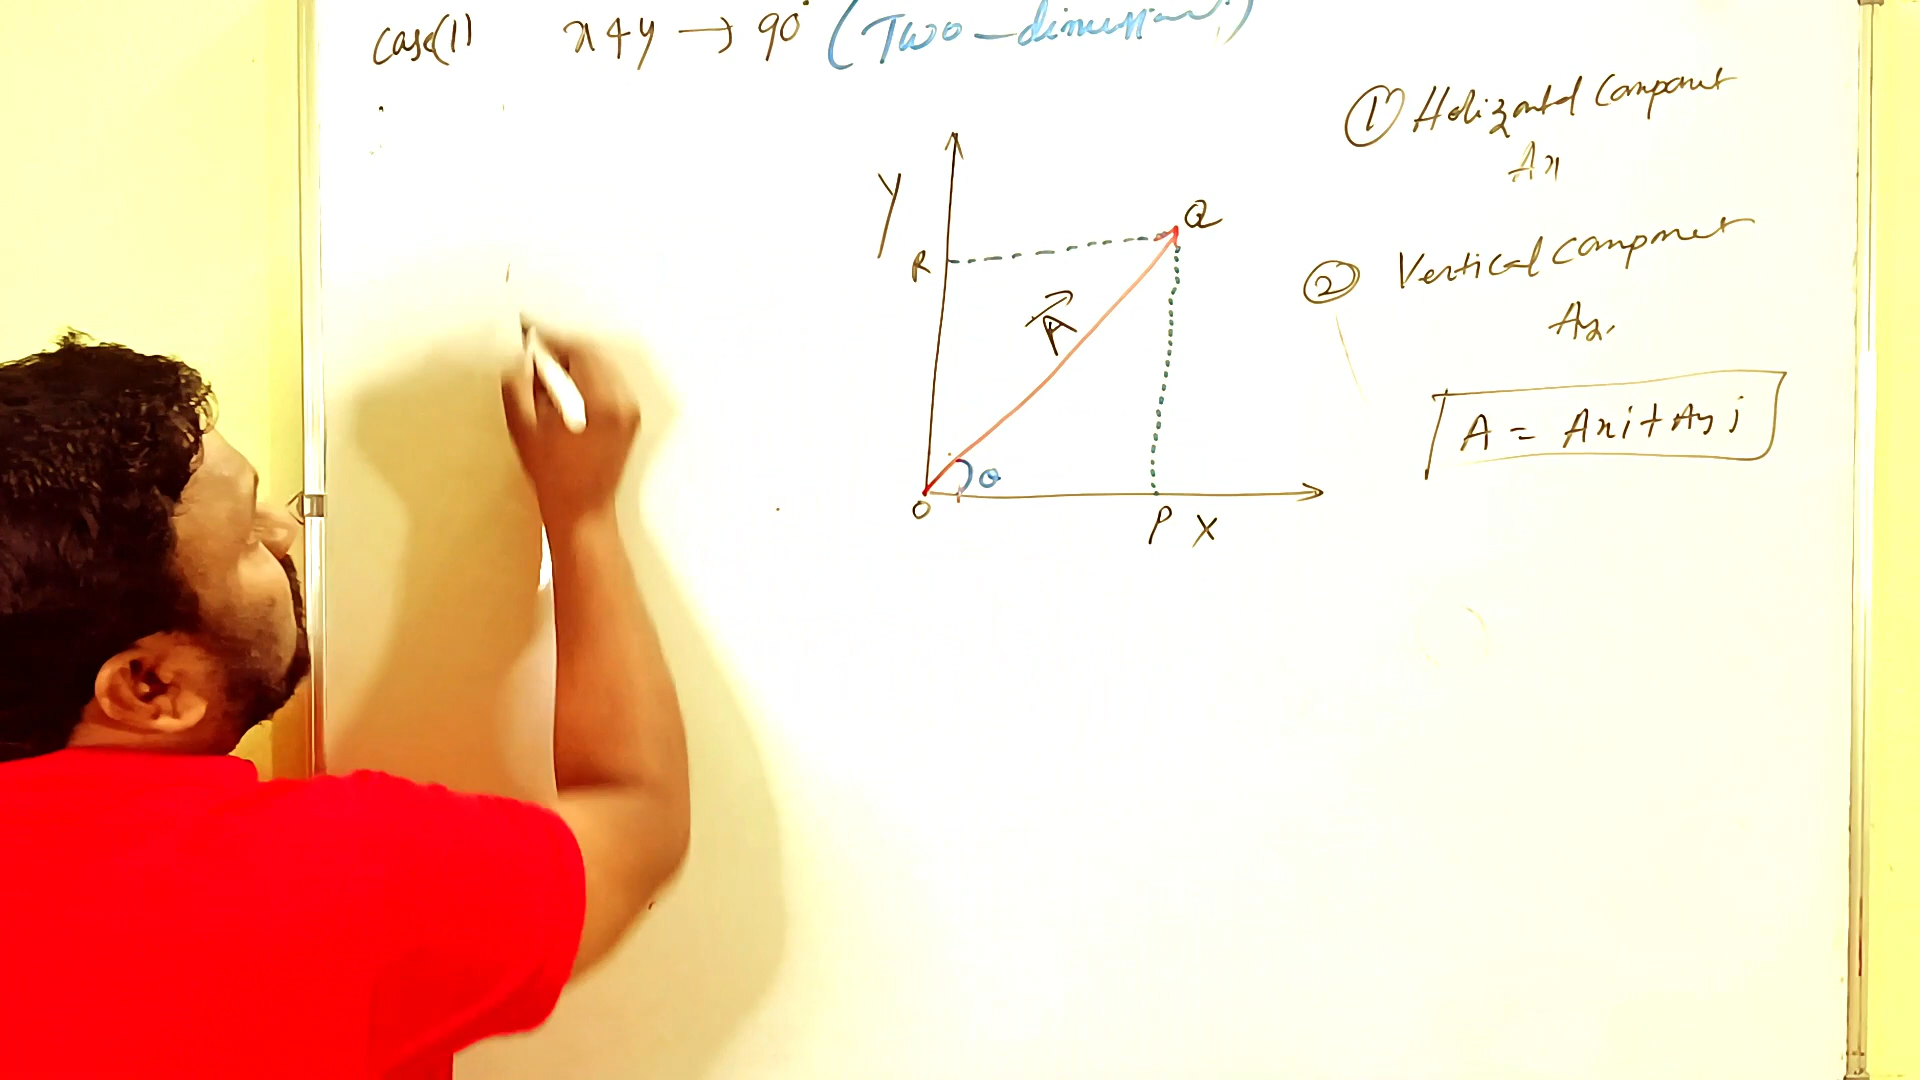 case(1) x 4 y → 90° (Two-dimension)
① Horizontal Component
Ax
Y
Q
R
② Vertical component
A
Ay.
A = Axi + Ayj
θ
O
P X